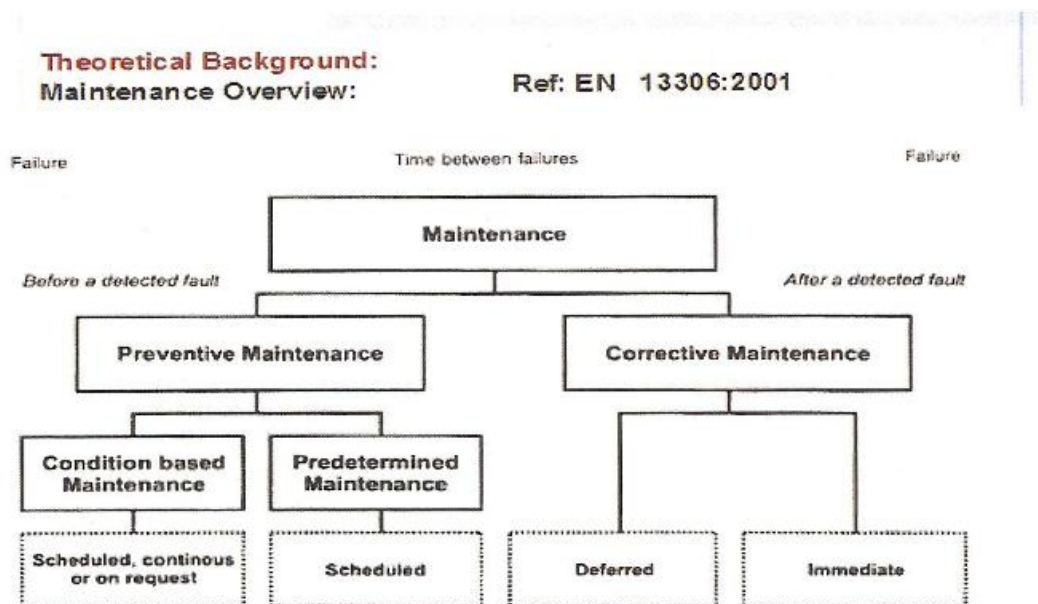 Theoretical Background:
Maintenance Overview:
Ref: EN 13306:2001
Failure
Time between failures
Failure
Maintenance
Before a detected fault
After a detected fault
Preventive Maintenance
Corrective Maintenance
Condition based
Maintenance
Predetermined
Maintenance
Scheduled, continous
or on request
Scheduled
Deferred
Immediate